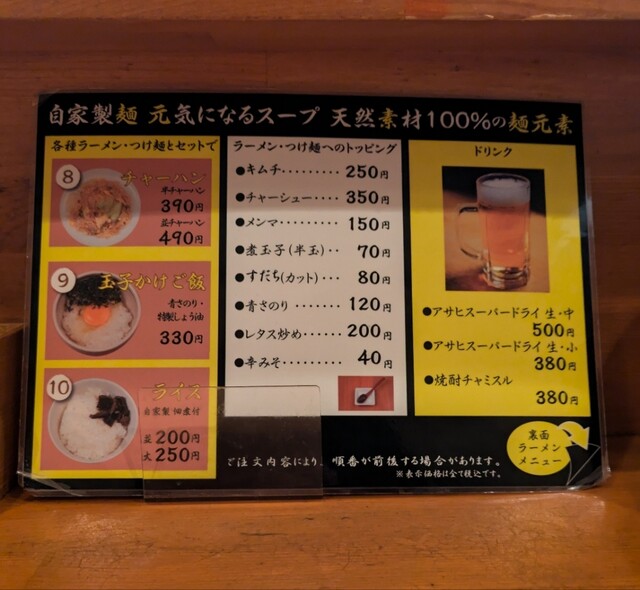 自家製麺 元気になるスープ 天然素材100%の麺元素
各種ラーメン・つけ麺とセットで
8
チャーハン
半チャーハン
390円
並チャーハン
490円
9
玉子かけご飯
青さのり・
特製しょう油
330円
10
ライス
自家製 佃煮付
並200円
大250円
ラーメン・つけ麺へのトッピング
●キムチ・・・・・・・・・250円
●チャーシュー・・・・350円
●メンマ・・・・・・・・・150円
●煮玉子(半玉)・・70円
●すだち(カット)・・・80円
●青さのり・・・・・・・120円
●レタス炒め・・・・・200円
●辛みそ・・・・・・・・・40円
ドリンク
●アサヒスーパードライ 生・中
500円
●アサヒスーパードライ 生・小
380円
●焼酎チャミスル
380円
裏面
ラーメン
メニュー
ご注文内容により、順番が前後する場合があります。
※表示価格は全て税込です。